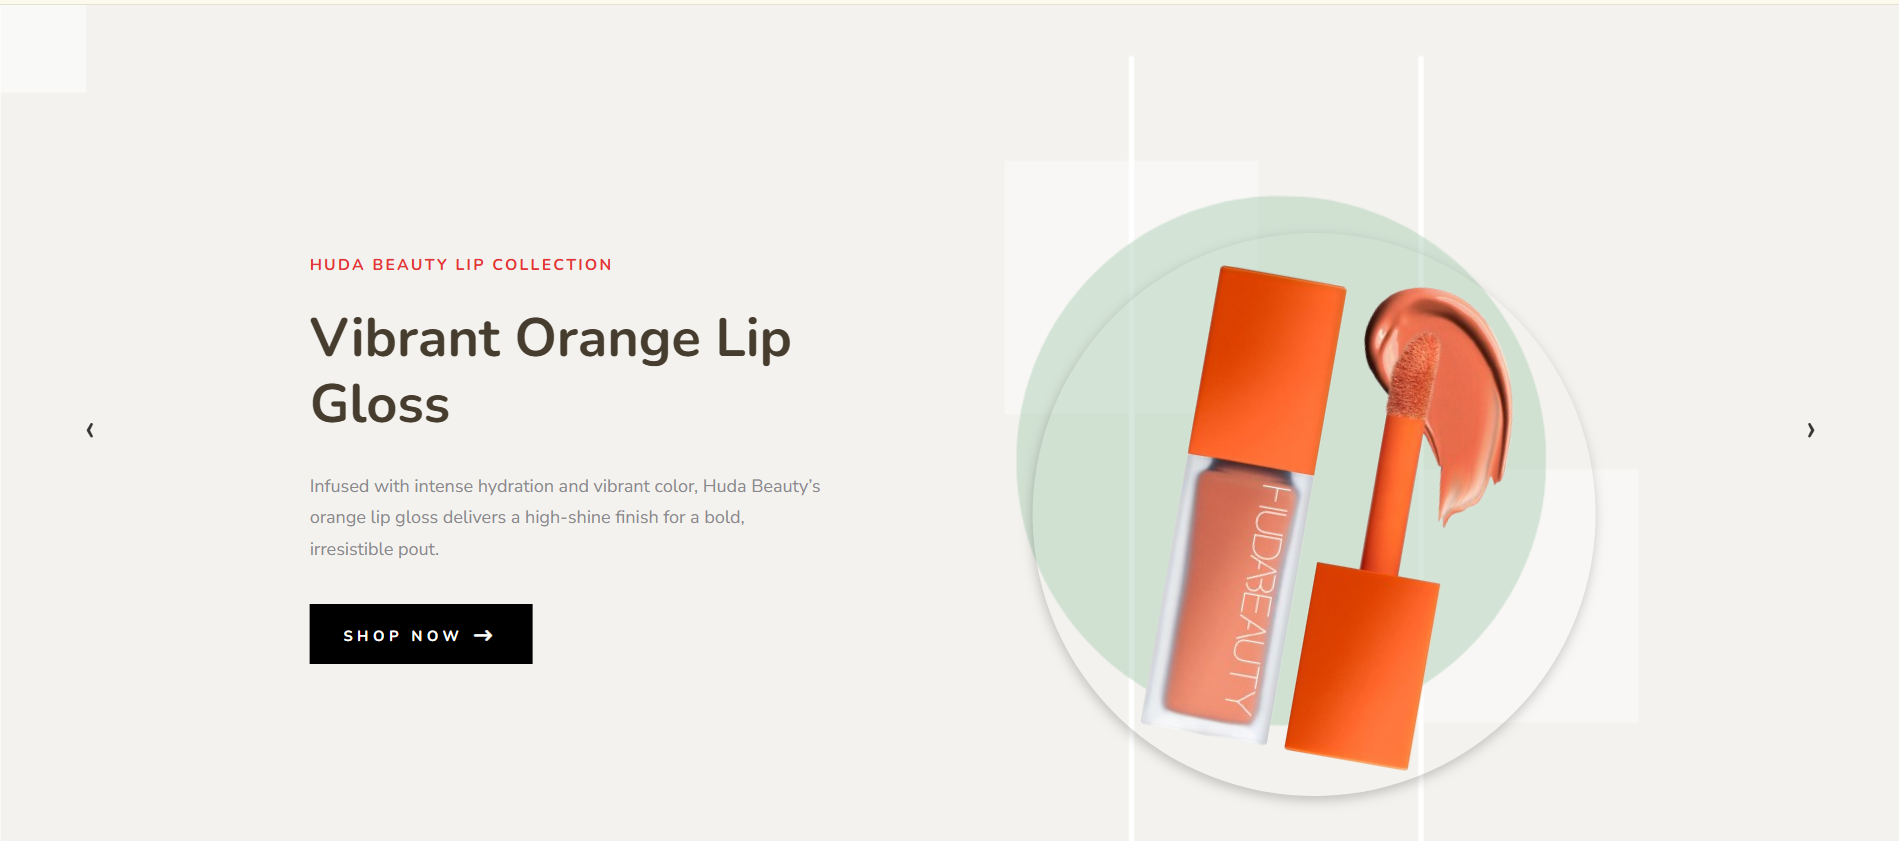 HUDA BEAUTY LIP COLLECTION
Vibrant Orange Lip
Gloss
Infused with intense hydration and vibrant color, Huda Beauty’s
orange lip gloss delivers a high-shine finish for a bold,
irresistible pout.
SHOP NOW →
‹
›
HUDABEAUTY